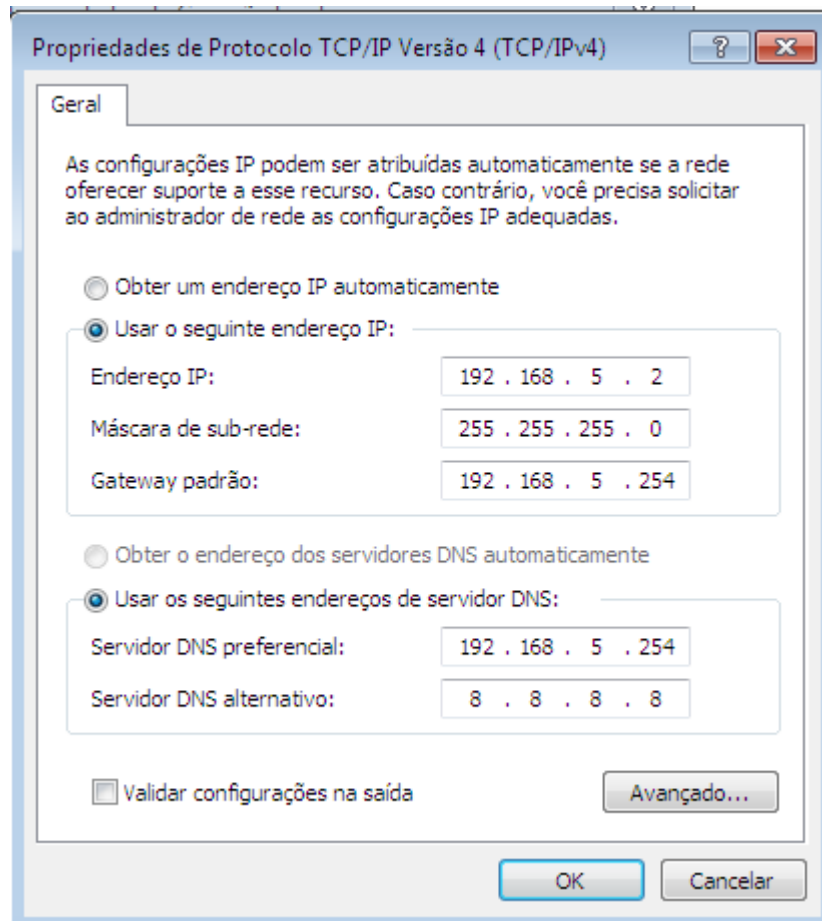 Propriedades de Protocolo TCP/IP Versão 4 (TCP/IPv4)
Geral
As configurações IP podem ser atribuídas automaticamente se a rede
oferecer suporte a esse recurso. Caso contrário, você precisa solicitar
ao administrador de rede as configurações IP adequadas.
Obter um endereço IP automaticamente
Usar o seguinte endereço IP:
Endereço IP: 192 . 168 . 5 . 2
Máscara de sub-rede: 255 . 255 . 255 . 0
Gateway padrão: 192 . 168 . 5 . 254
Obter o endereço dos servidores DNS automaticamente
Usar os seguintes endereços de servidor DNS:
Servidor DNS preferencial: 192 . 168 . 5 . 254
Servidor DNS alternativo: 8 . 8 . 8 . 8
Validar configurações na saída Avançado...
OK Cancelar